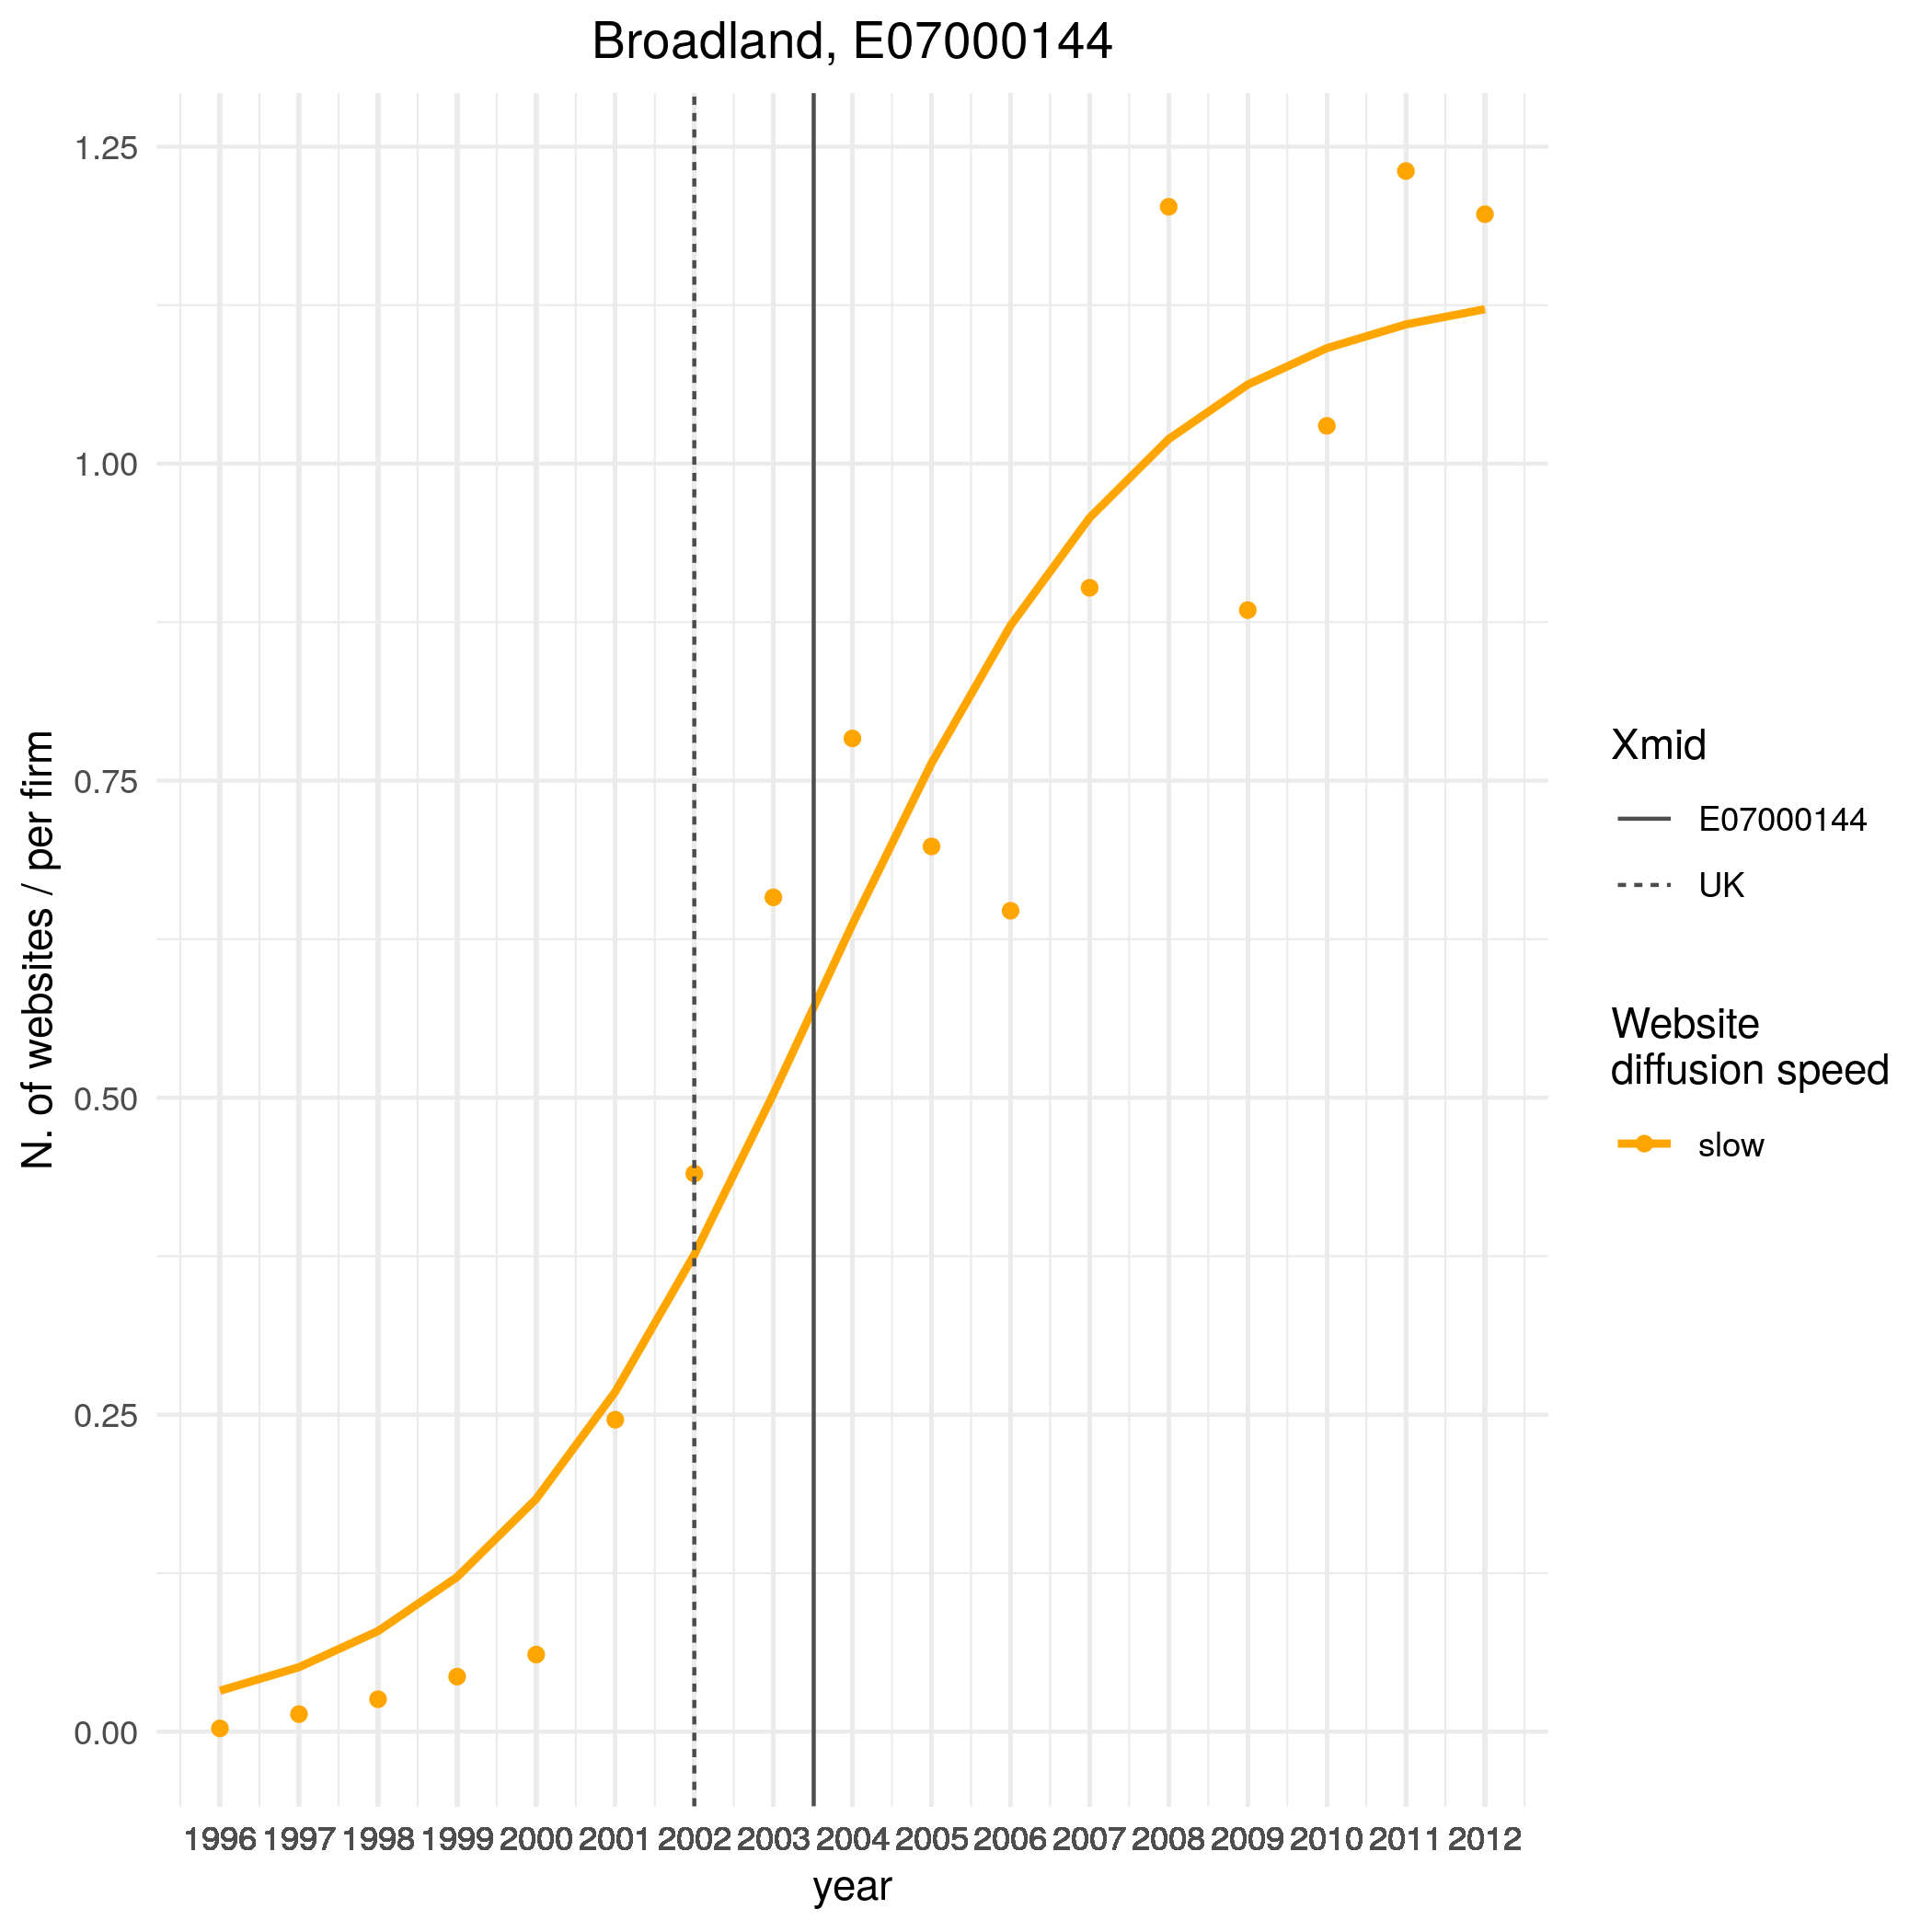 Broadland, E07000144
1.25
1.00
0.75
0.50
0.25
0.00
N. of websites / per firm
1996 1997 1998 1999 2000 2001 2002 2003 2004 2005 2006 2007 2008 2009 2010 2011 2012
year
Xmid
E07000144
UK
Website
diffusion speed
slow